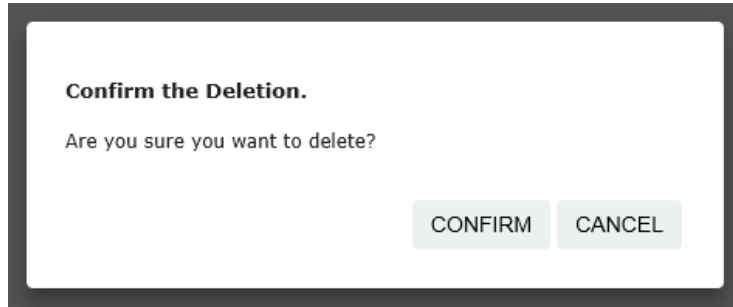 Confirm the Deletion.
Are you sure you want to delete?
CONFIRM CANCEL